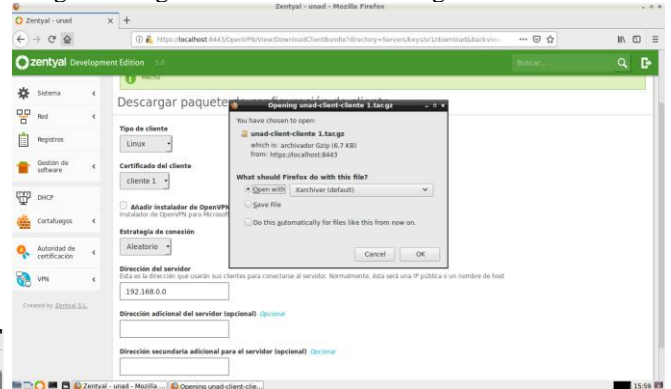 Zentyal - unad - Mozilla Firefox
Zentyal - unad
https://localhost:8443/OpenVPN/View/DownloadClientBundle?directory=Servers/keys/sr1/download&backview
zentyal Development Edition 5.0
Buscar...
Hecho
Sistema
Red
Registros
Gestión de software
DHCP
Cortafuegos
Autoridad de certificación
VPN
Created by Zentyal S.L.
Descargar paquete
Tipo de cliente
Linux
Certificado del cliente
cliente 1
Añadir instalador de OpenVPN
Instalador de OpenVPN para Microsoft
Estrategia de conexión
Aleatorio
Dirección del servidor
Esta es la dirección que usarán sus clientes para conectarse al servidor. Normalmente, ésta será una IP pública o un nombre de host
192.168.0.0
Dirección adicional del servidor (opcional) Opcional
Dirección secundaria adicional para el servidor (opcional) Opcional
Opening unad-client-cliente 1.tar.gz
You have chosen to open:
unad-client-cliente 1.tar.gz
which is: archivador Gzip (6.7 KB)
from: https://localhost:8443
What should Firefox do with this file?
Open with Xarchiver (default)
Save File
Do this automatically for files like this from now on.
Cancel OK
Zentyal - unad - Mozilla ...
Opening unad-client-clie...
15:59